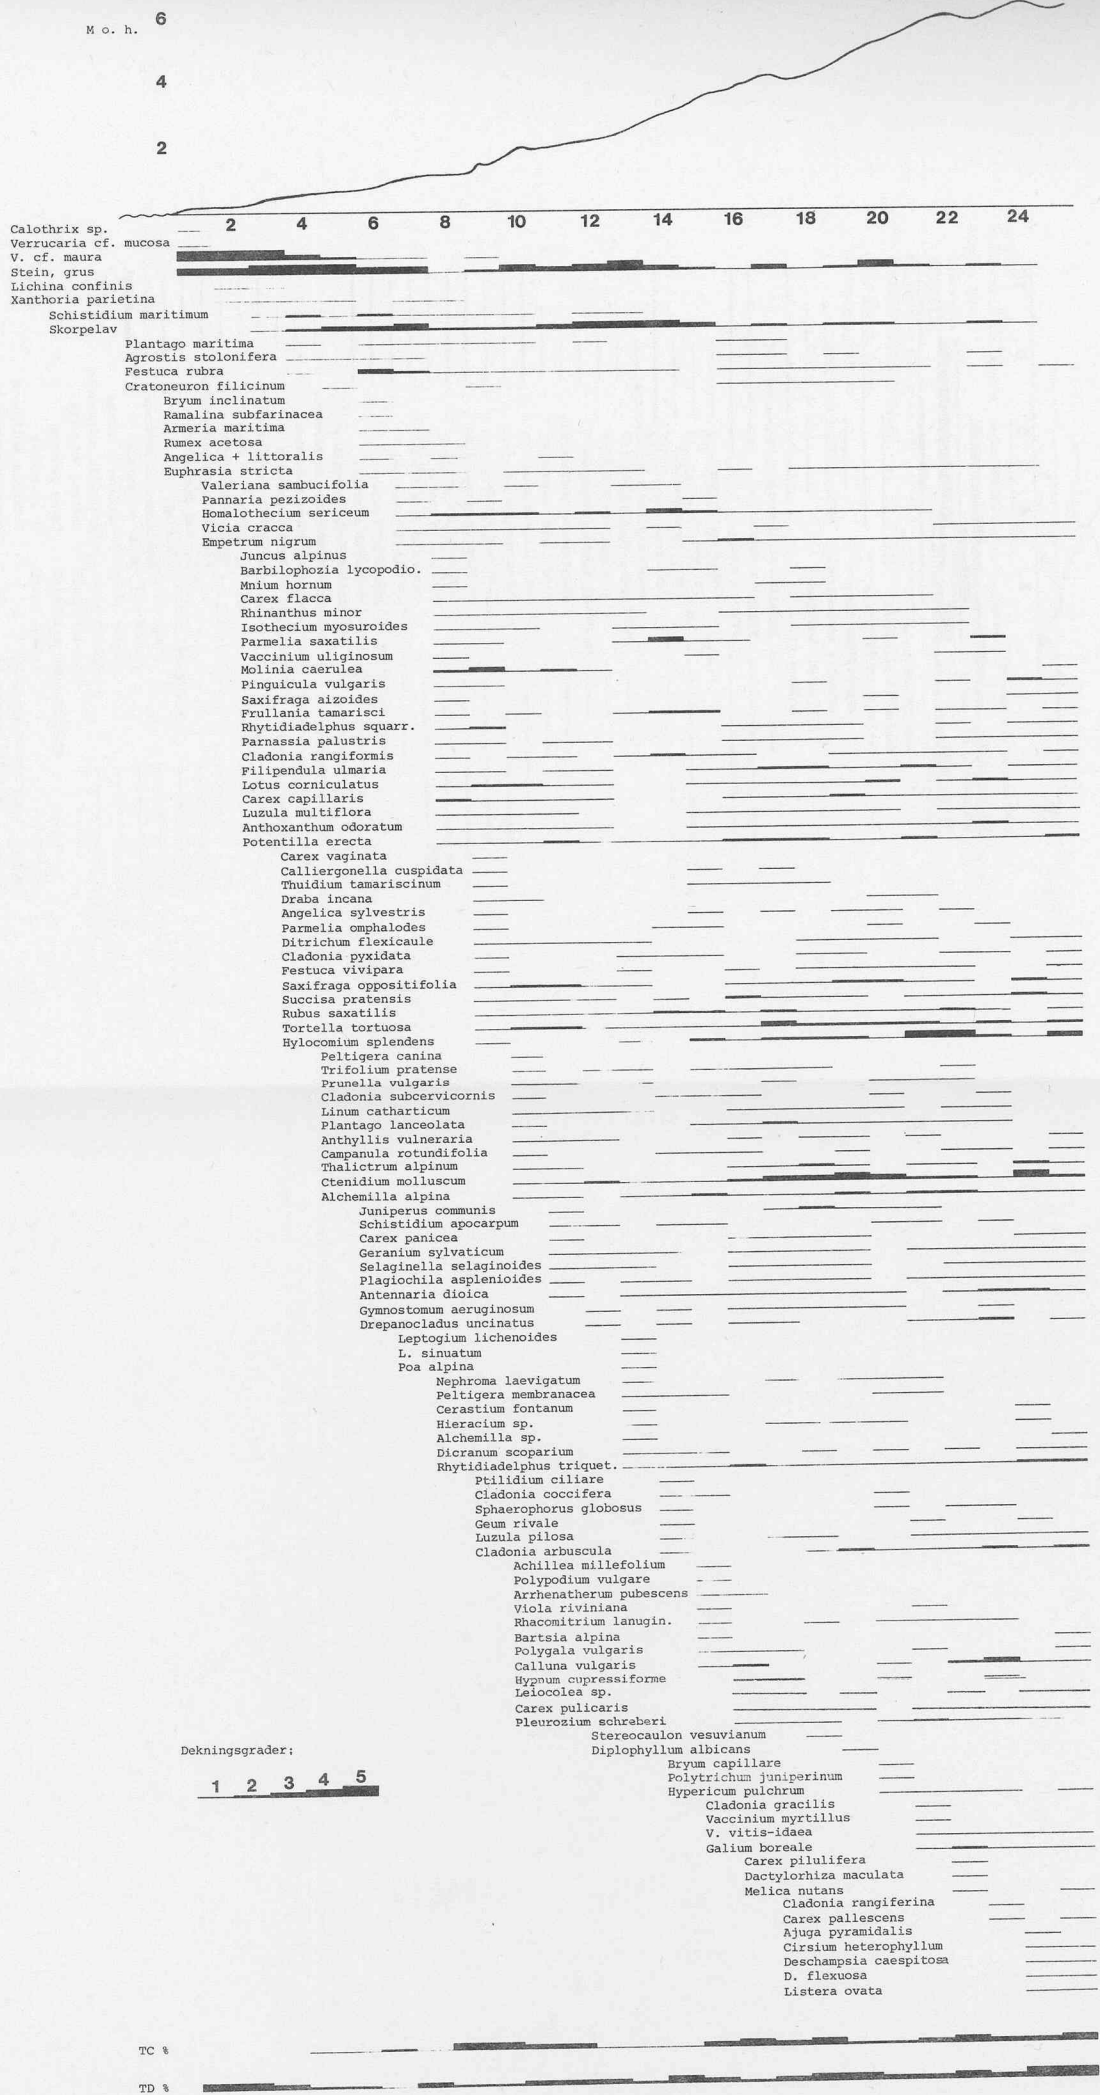 6
M o. h.
4
2
2 4 6 8 10 12 14 16 18 20 22 24
Calothrix sp.
Verrucaria cf. mucosa
V. cf. maura
Stein, grus
Lichina confinis
Xanthoria parietina
Schistidium maritimum
Skorpelav
Plantago maritima
Agrostis stolonifera
Festuca rubra
Cratoneuron filicinum
Bryum inclinatum
Ramalina subfarinacea
Armeria maritima
Rumex acetosa
Angelica + littoralis
Euphrasia stricta
Valeriana sambucifolia
Pannaria pezizoides
Homalothecium sericeum
Vicia cracca
Empetrum nigrum
Juncus alpinus
Barbilophozia lycopodio.
Mnium hornum
Carex flacca
Rhinanthus minor
Isothecium myosuroides
Parmelia saxatilis
Vaccinium uliginosum
Molinia caerulea
Pinguicula vulgaris
Saxifraga aizoides
Frullania tamarisci
Rhytidiadelphus squarr.
Parnassia palustris
Cladonia rangiformis
Filipendula ulmaria
Lotus corniculatus
Carex capillaris
Luzula multiflora
Anthoxanthum odoratum
Potentilla erecta
Carex vaginata
Calliergonella cuspidata
Thuidium tamariscinum
Draba incana
Angelica sylvestris
Parmelia omphalodes
Ditrichum flexicaule
Cladonia pyxidata
Festuca vivipara
Saxifraga oppositifolia
Succisa pratensis
Rubus saxatilis
Tortella tortuosa
Hylocomium splendens
Peltigera canina
Trifolium pratense
Prunella vulgaris
Cladonia subcervicornis
Linum catharticum
Plantago lanceolata
Anthyllis vulneraria
Campanula rotundifolia
Thalictrum alpinum
Ctenidium molluscum
Alchemilla alpina
Juniperus communis
Schistidium apocarpum
Carex panicea
Geranium sylvaticum
Selaginella selaginoides
Plagiochila asplenioides
Antennaria dioica
Gymnostomum aeruginosum
Drepanocladus uncinatus
Leptogium lichenoides
L. sinuatum
Poa alpina
Nephroma laevigatum
Peltigera membranacea
Cerastium fontanum
Hieracium sp.
Alchemilla sp.
Dicranum scoparium
Rhytidiadelphus triquet.
Ptilidium ciliare
Cladonia coccifera
Sphaerophorus globosus
Geum rivale
Luzula pilosa
Cladonia arbuscula
Achillea millefolium
Polypodium vulgare
Arrhenatherum pubescens
Viola riviniana
Rhacomitrium lanugin.
Bartsia alpina
Polygala vulgaris
Calluna vulgaris
Hypnum cupressiforme
Leiocolea sp.
Carex pulicaris
Pleurozium schreberi
Stereocaulon vesuvianum
Diplophyllum albicans
Bryum capillare
Polytrichum juniperinum
Hypericum pulchrum
Cladonia gracilis
Vaccinium myrtillus
V. vitis-idaea
Galium boreale
Carex pilulifera
Dactylorhiza maculata
Melica nutans
Cladonia rangiferina
Carex pallescens
Ajuga pyramidalis
Cirsium heterophyllum
Deschampsia caespitosa
D. flexuosa
Listera ovata
Dekningsgrader:
1 2 3 4 5
TC %
TD %